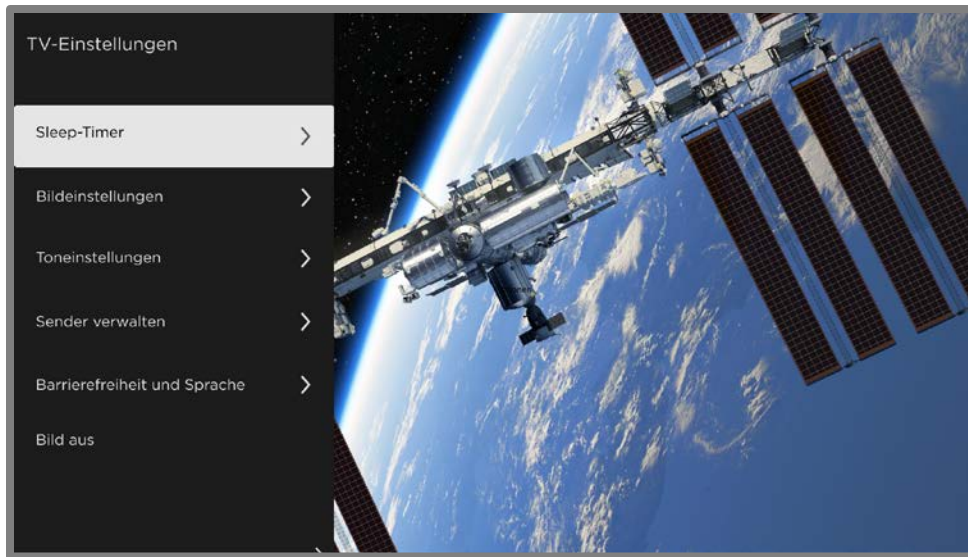 TV-Einstellungen
Sleep-Timer
Bildeinstellungen
Toneinstellungen
Sender verwalten
Barrierefreiheit und Sprache
Bild aus